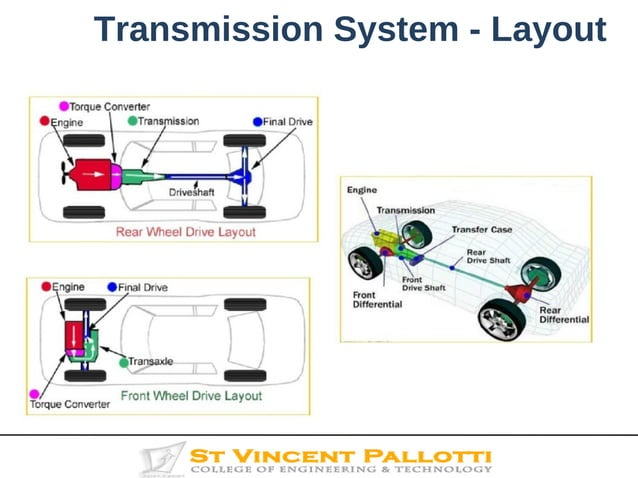 Transmission System - Layout
Torque Converter
Engine
Transmission
Final Drive
Driveshaft
Rear Wheel Drive Layout
Engine
Final Drive
Transaxle
Torque Converter
Front Wheel Drive Layout
Engine
Transmission
Transfer Case
Rear
Drive Shaft
Front
Drive Shaft
Front
Differential
Rear
Differential
ST VINCENT PALLOTTI
COLLEGE OF ENGINEERING & TECHNOLOGY